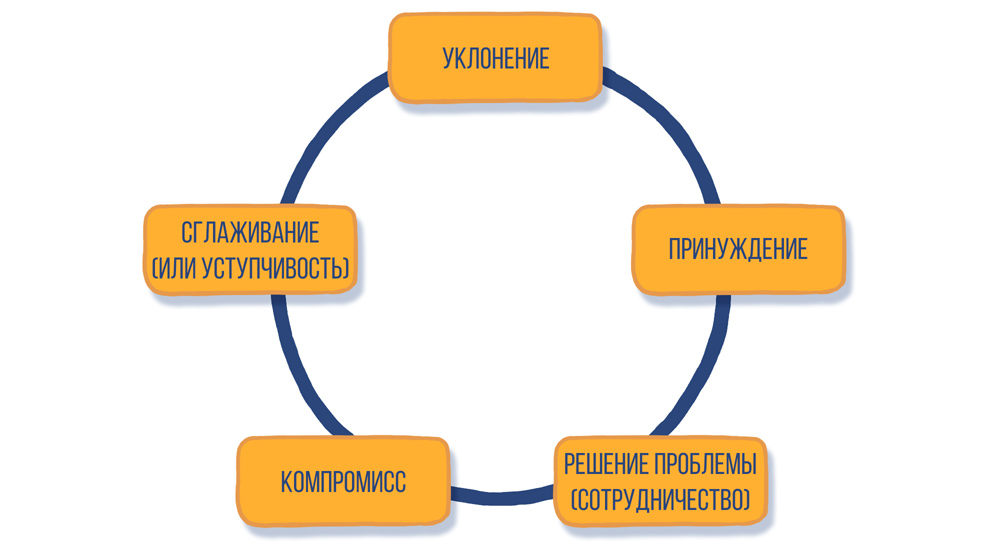 УКЛОНЕНИЕ
СГЛАЖИВАНИЕ
(ИЛИ УСТУПЧИВОСТЬ)
ПРИНУЖДЕНИЕ
КОМПРОМИСС
РЕШЕНИЕ ПРОБЛЕМЫ
(СОТРУДНИЧЕСТВО)